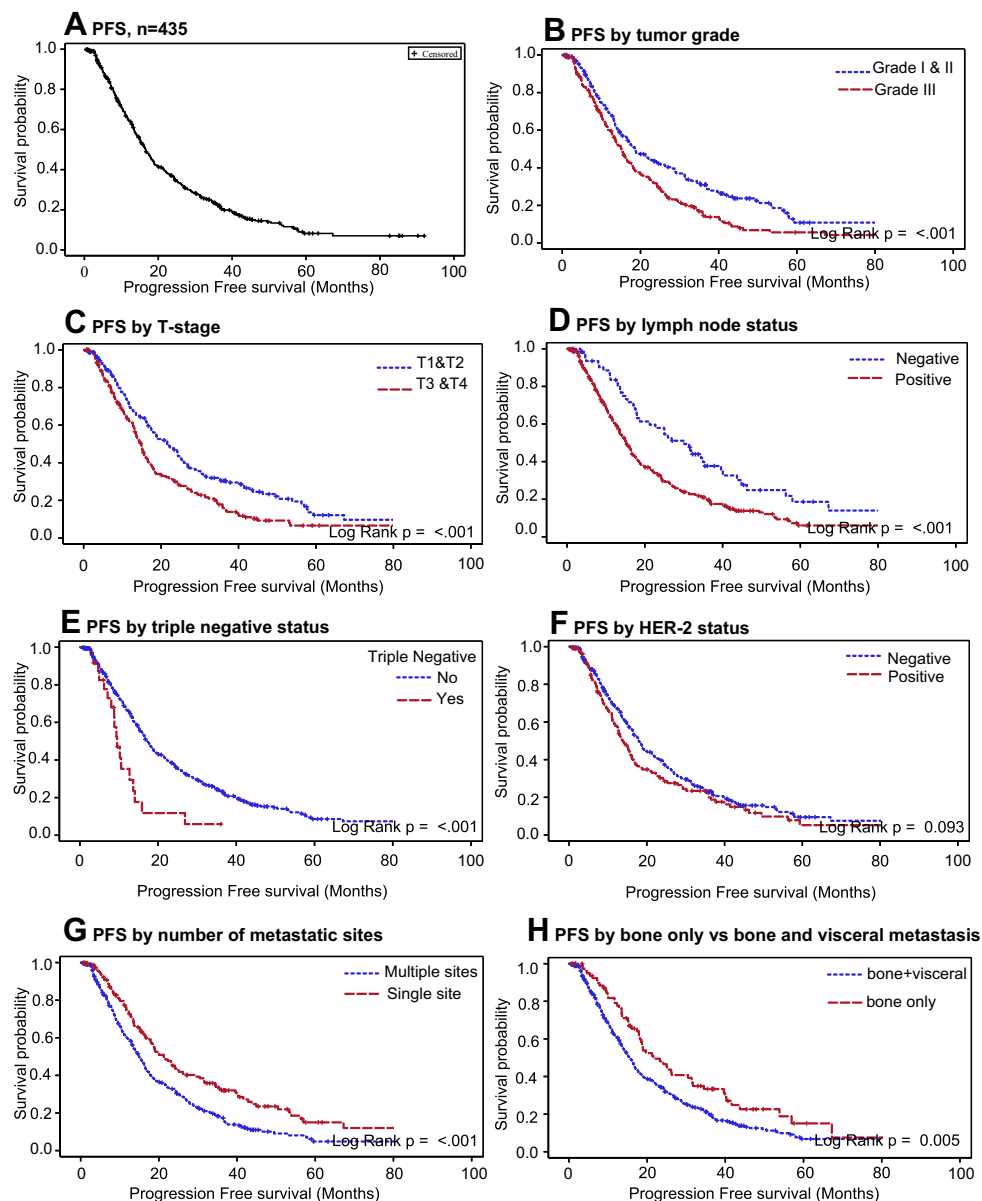 A PFS, n=435
+ Censored
Survival probability
1.0
0.8
0.6
0.4
0.2
0.0
0 20 40 60 80 100
Progression Free survival (Months)
B PFS by tumor grade
Grade I & II
Grade III
Survival probability
1.0
0.8
0.6
0.4
0.2
0.0
Log Rank p = <.001
0 20 40 60 80 100
Progression Free survival (Months)
C PFS by T-stage
T1&T2
T3 &T4
Survival probability
1.0
0.8
0.6
0.4
0.2
0.0
Log Rank p = <.001
0 20 40 60 80 100
Progression Free survival (Months)
D PFS by lymph node status
Negative
Positive
Survival probability
1.0
0.8
0.6
0.4
0.2
0.0
Log Rank p = <.001
0 20 40 60 80 100
Progression Free survival (Months)
E PFS by triple negative status
Triple Negative
No
Yes
Survival probability
1.0
0.8
0.6
0.4
0.2
0.0
Log Rank p = <.001
0 20 40 60 80 100
Progression Free survival (Months)
F PFS by HER-2 status
Negative
Positive
Survival probability
1.0
0.8
0.6
0.4
0.2
0.0
Log Rank p = 0.093
0 20 40 60 80 100
Progression Free survival (Months)
G PFS by number of metastatic sites
Multiple sites
Single site
Survival probability
1.0
0.8
0.6
0.4
0.2
0.0
Log Rank p = <.001
0 20 40 60 80 100
Progression Free survival (Months)
H PFS by bone only vs bone and visceral metastasis
bone+visceral
bone only
Survival probability
1.0
0.8
0.6
0.4
0.2
0.0
Log Rank p = 0.005
0 20 40 60 80 100
Progression Free survival (Months)